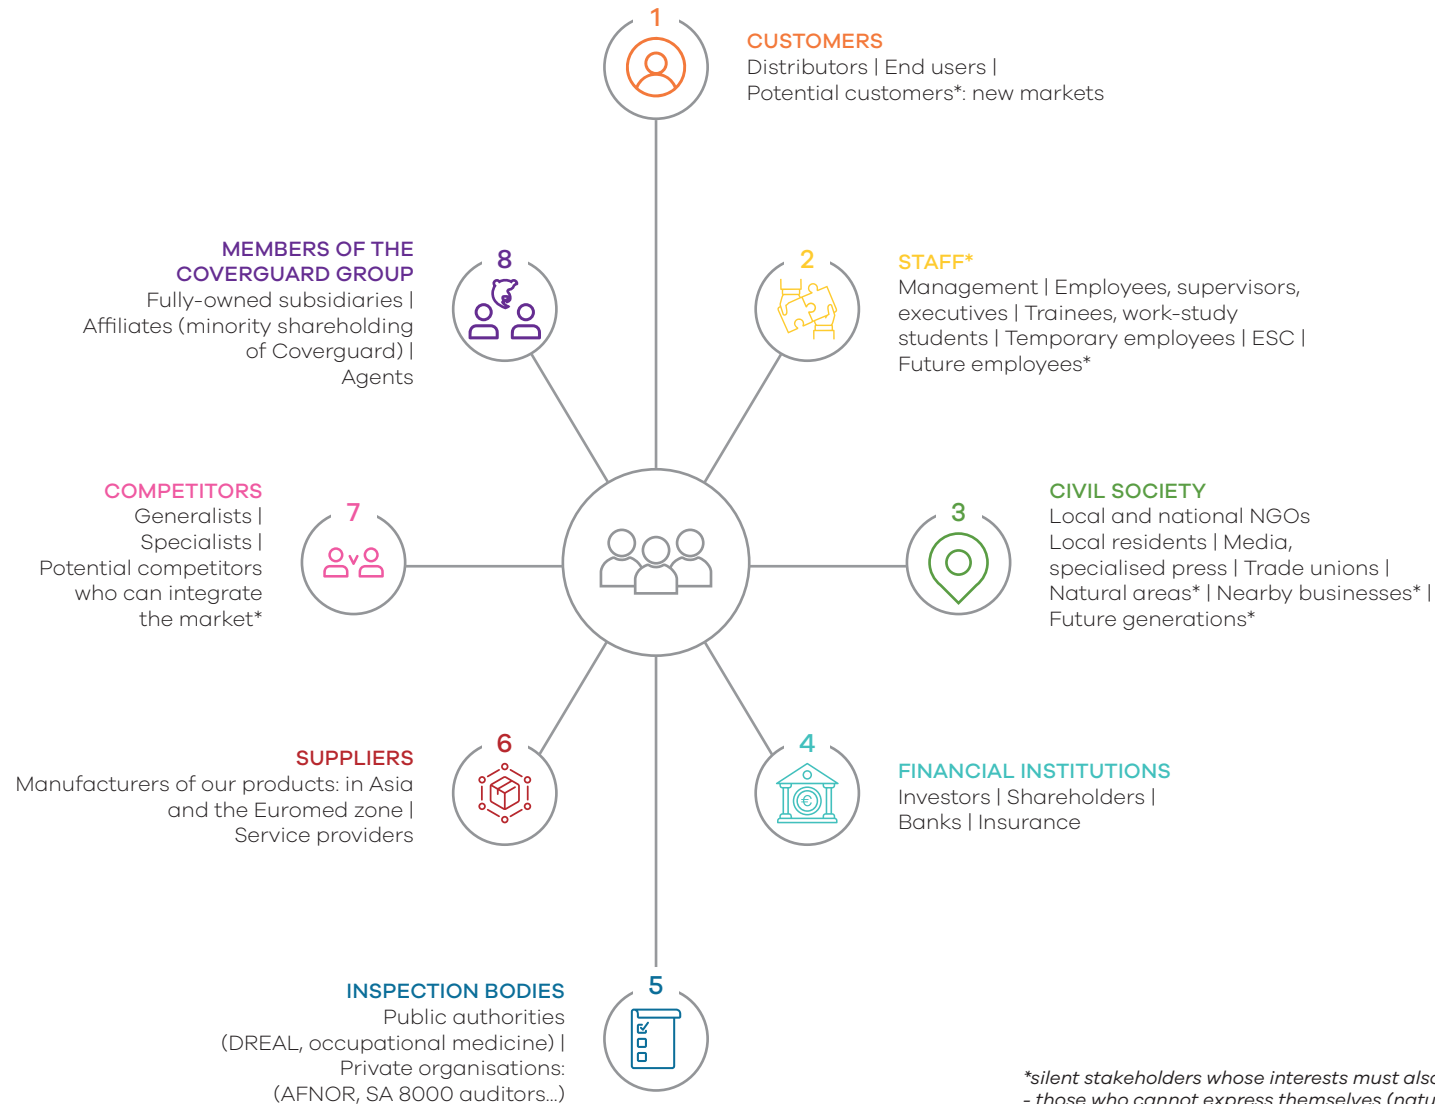 1
CUSTOMERS
Distributors | End users |
Potential customers*: new markets
2
STAFF*
Management | Employees, supervisors,
executives | Trainees, work-study
students | Temporary employees | ESC |
Future employees*
3
CIVIL SOCIETY
Local and national NGOs
Local residents | Media,
specialised press | Trade unions |
Natural areas* | Nearby businesses* |
Future generations*
4
FINANCIAL INSTITUTIONS
Investors | Shareholders |
Banks | Insurance
5
INSPECTION BODIES
Public authorities
(DREAL, occupational medicine) |
Private organisations:
(AFNOR, SA 8000 auditors...)
6
SUPPLIERS
Manufacturers of our products: in Asia
and the Euromed zone |
Service providers
7
COMPETITORS
Generalists |
Specialists |
Potential competitors
who can integrate
the market*
v
8
MEMBERS OF THE
COVERGUARD GROUP
Fully-owned subsidiaries |
Affiliates (minority shareholding
of Coverguard) |
Agents
€
*silent stakeholders whose interests must also
- those who cannot express themselves